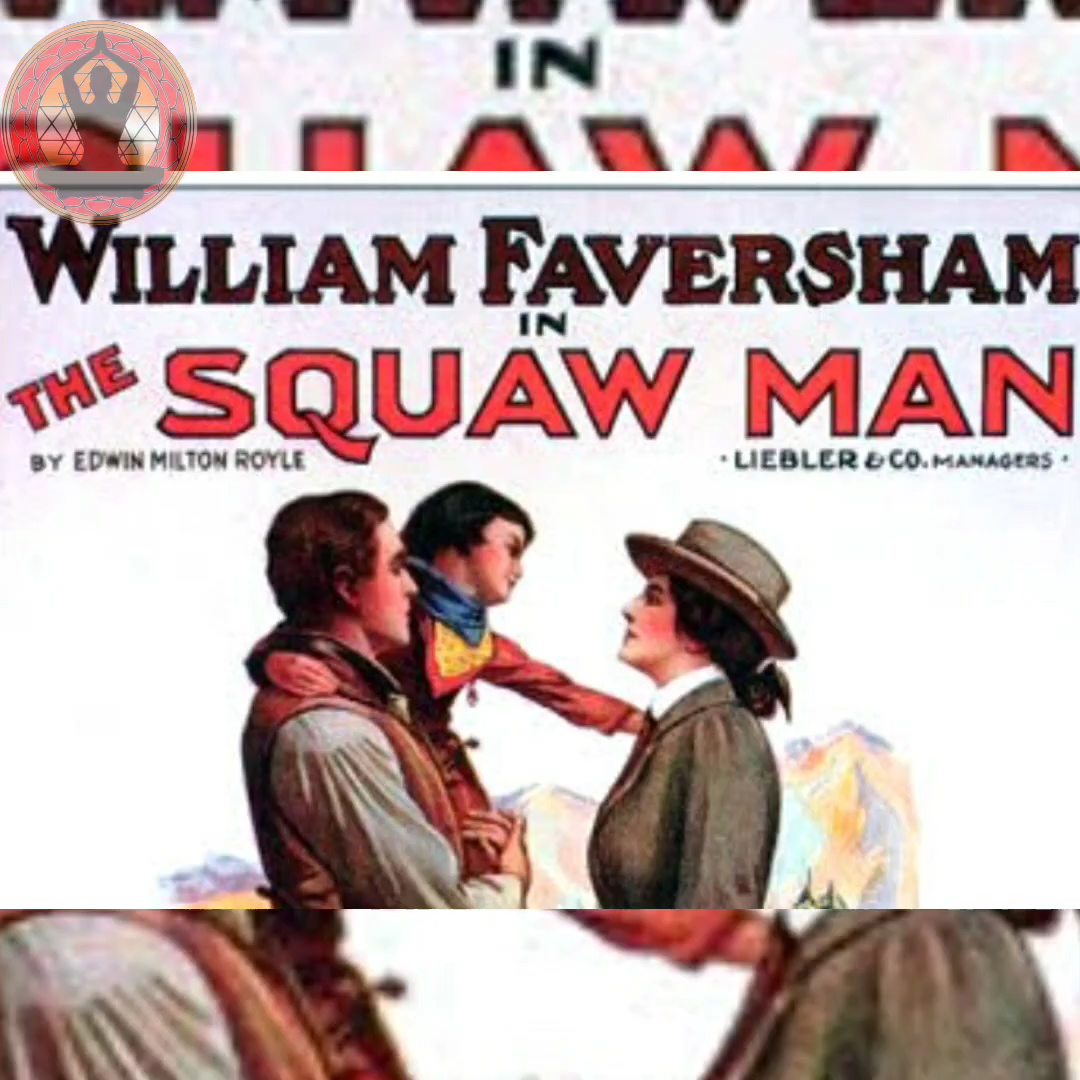 IN
WILLIAM FAVERSHAM
IN
THE SQUAW MAN
BY EDWIN MILTON ROYLE
· LIEBLER & CO. MANAGERS ·